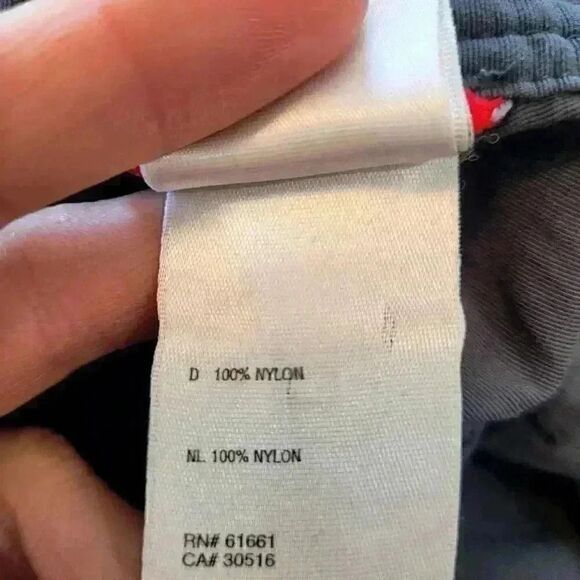 D 100% NYLON
NL 100% NYLON
RN# 61661
CA# 30516